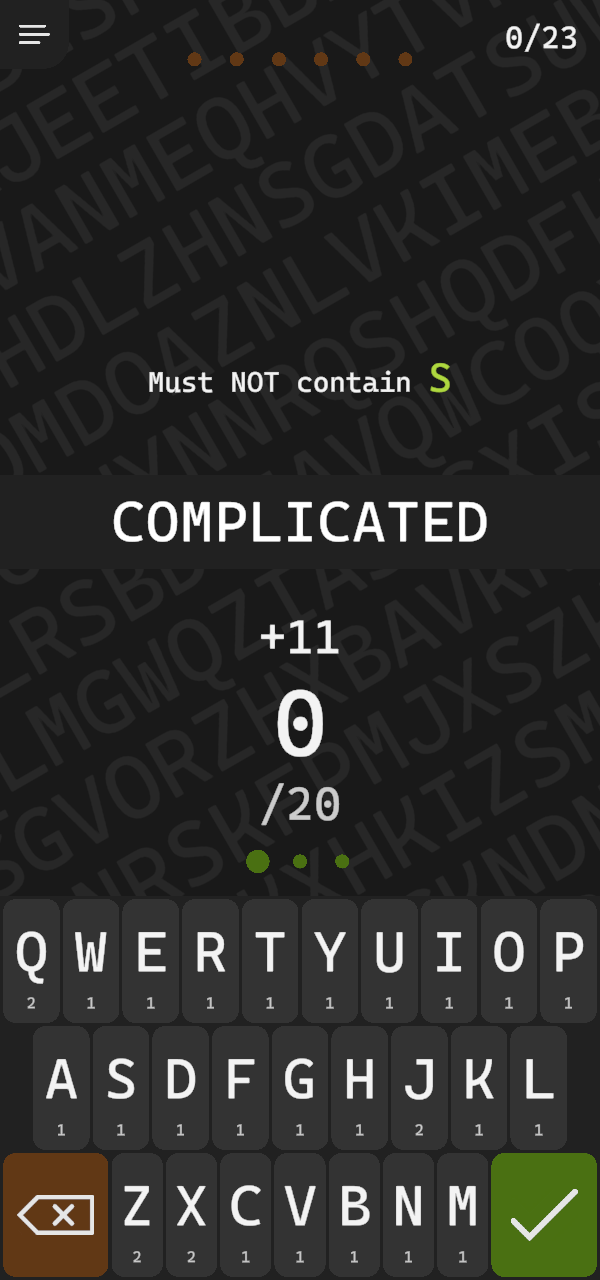 0/23
Must NOT contain S
COMPLICATED
+11
0
/20
Q W E R T Y U I O P
2 1 1 1 1 1 1 1 1 1
A S D F G H J K L
1 1 1 1 1 1 2 1 1
Z X C V B N M
2 2 1 1 1 1 1